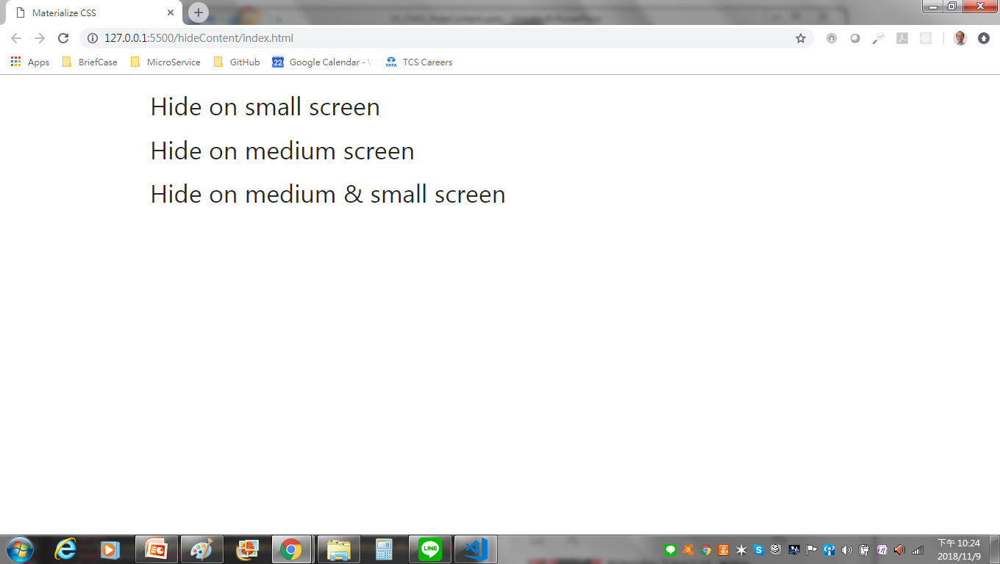 Materialize CSS
127.0.0.1:5500/hideContent/index.html
Apps
BriefCase
MicroService
GitHub
22
Google Calendar -
TATA
TCS Careers
Hide on small screen
Hide on medium screen
Hide on medium & small screen
LINE
下午 10:24
2018/11/9